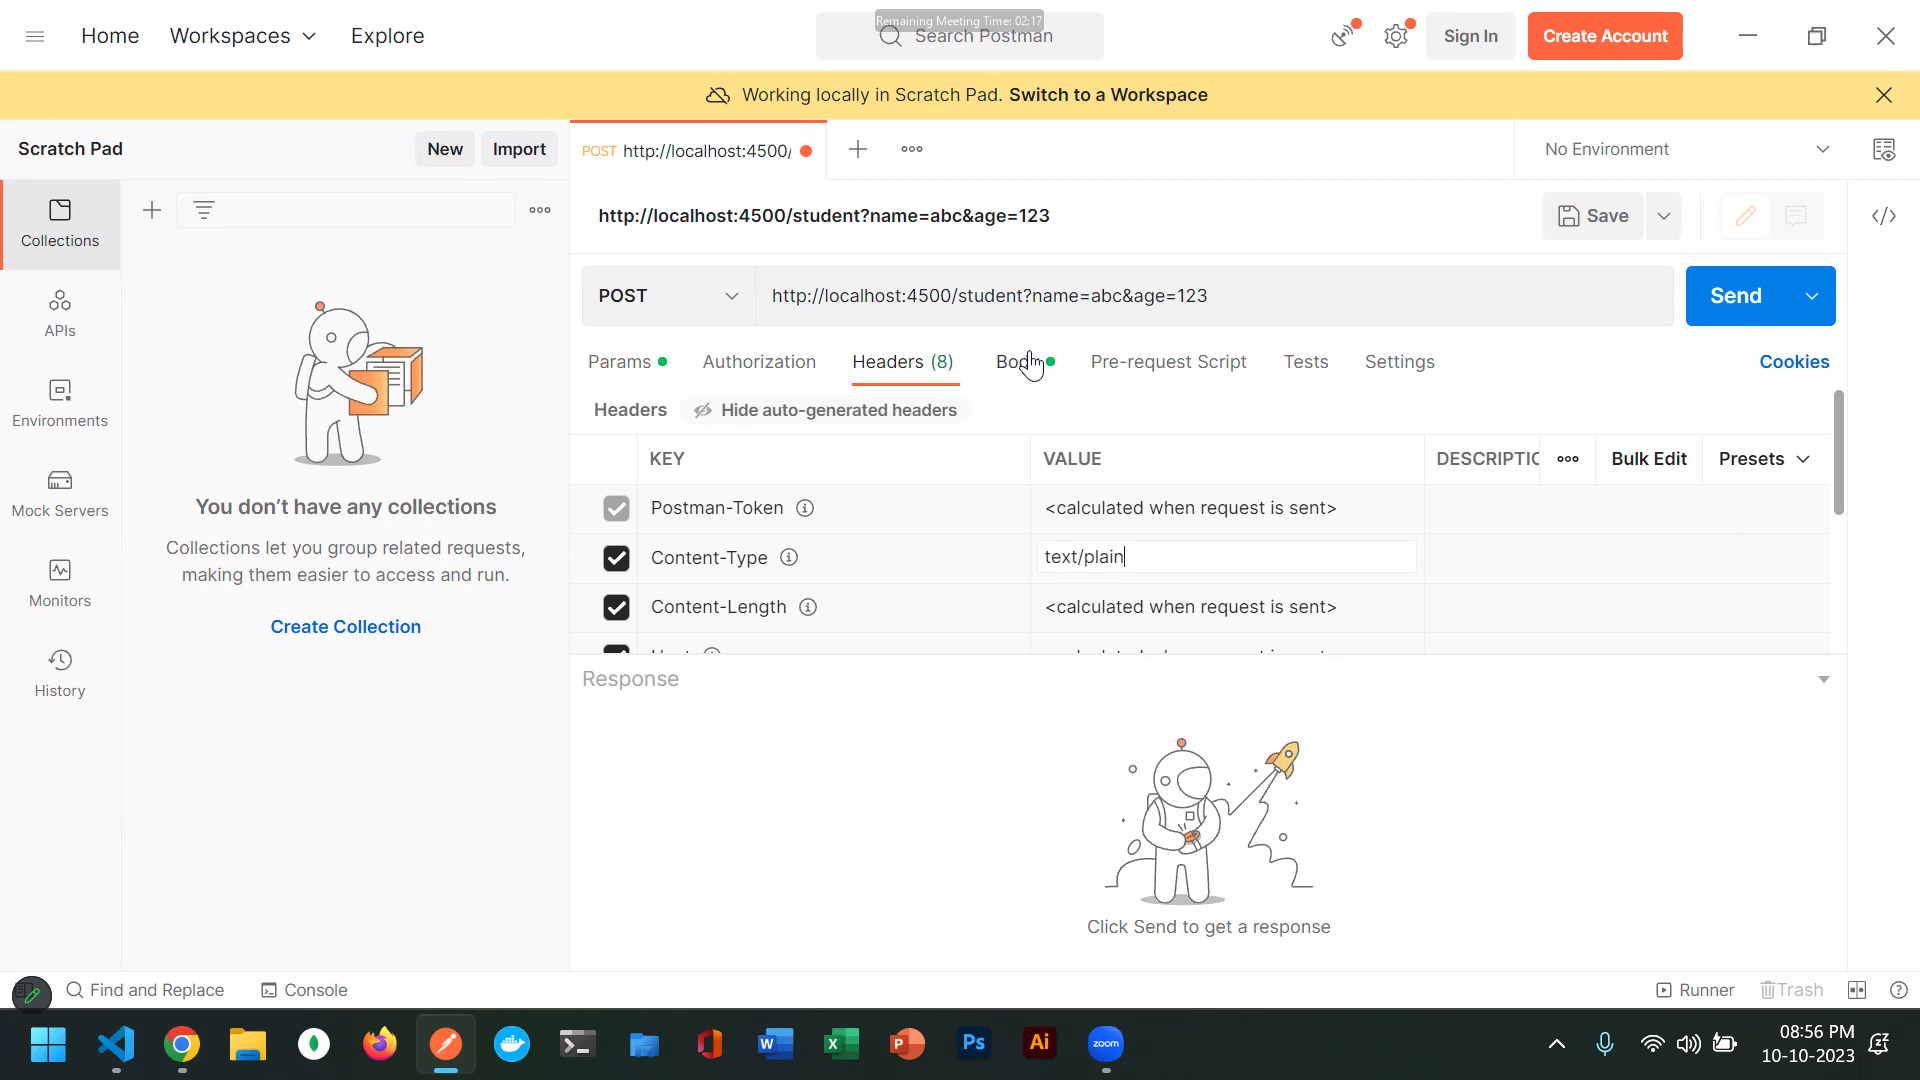 Remaining Meeting Time: 02:17
Home
Workspaces
Explore
Search Postman
Sign In
Create Account
Working locally in Scratch Pad. Switch to a Workspace
Scratch Pad
New
Import
POST http://localhost:4500/
No Environment
Collections
http://localhost:4500/student?name=abc&age=123
Save
POST
http://localhost:4500/student?name=abc&age=123
Send
APIs
Params
Authorization
Headers (8)
Pre-request Script
Tests
Settings
Cookies
Headers
Hide auto-generated headers
Environments
KEY
VALUE
DESCRIPTIO
Bulk Edit
Presets
Mock Servers
You don't have any collections
Collections let you group related requests,
making them easier to access and run.
Create Collection
Postman-Token
<calculated when request is sent>
Content-Type
text/plain
Content-Length
<calculated when request is sent>
Monitors
History
Response
Click Send to get a response
Find and Replace
Console
Runner
Trash
Ps
Ai
zoom
08:56 PM
10-10-2023